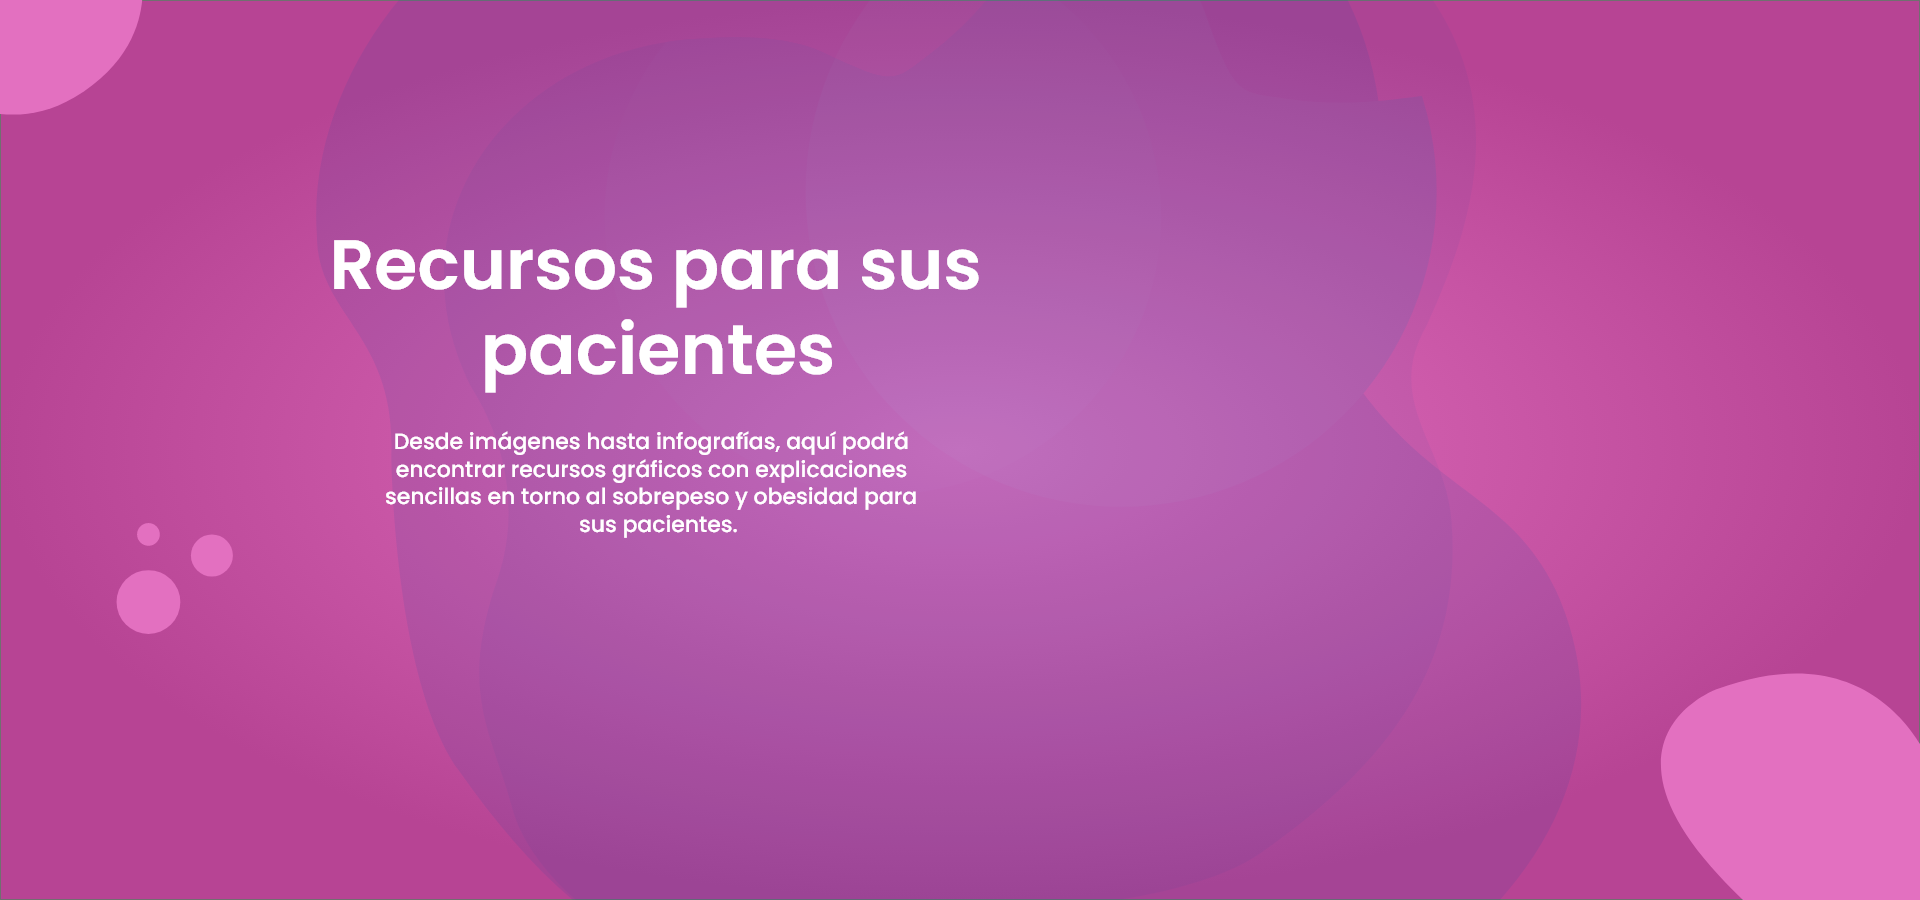 Recursos para sus
pacientes
Desde imágenes hasta infografías, aquí podrá
encontrar recursos gráficos con explicaciones
sencillas en torno al sobrepeso y obesidad para
sus pacientes.